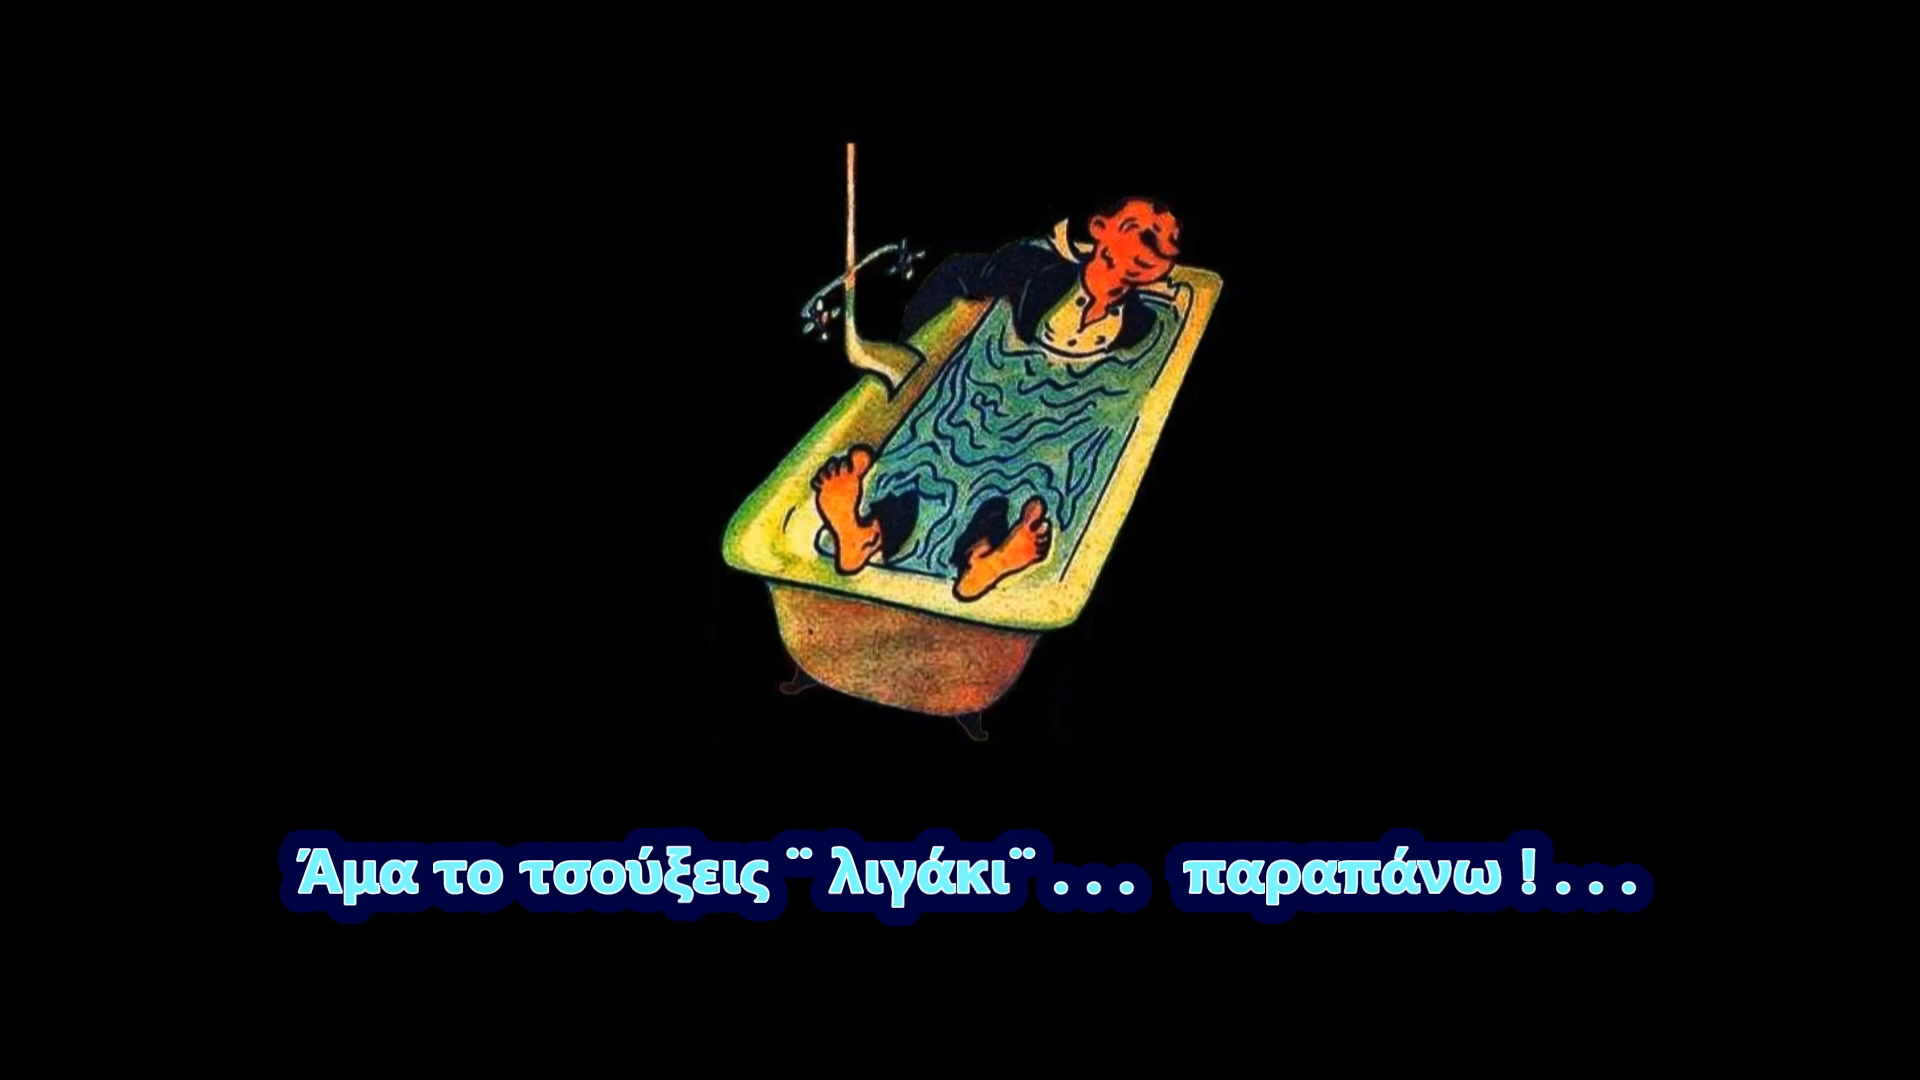 Άμα το τσούξεις ¨ λιγάκι¨ . . . παραπάνω ! . . .